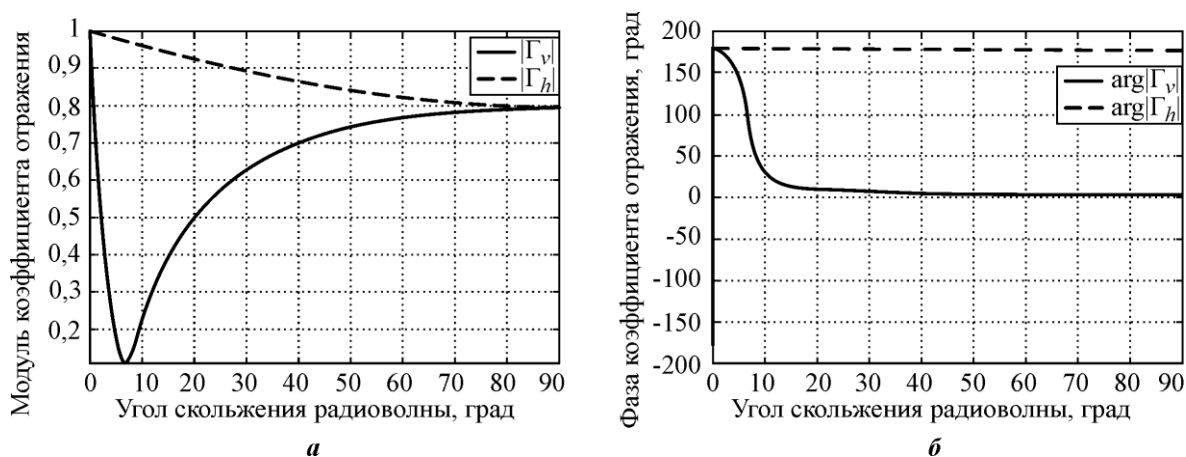 Модуль коэффициента отражения
1
0,9
0,8
0,7
0,6
0,5
0,4
0,3
0,2
|Γv|
|Γh|
0 10 20 30 40 50 60 70 80 90
Угол скольжения радиоволны, град
а
Фаза коэффициента отражения, град
200
150
100
50
0
-50
-100
-150
-200
arg|Γv|
arg|Γh|
0 10 20 30 40 50 60 70 80 90
Угол скольжения радиоволны, град
б